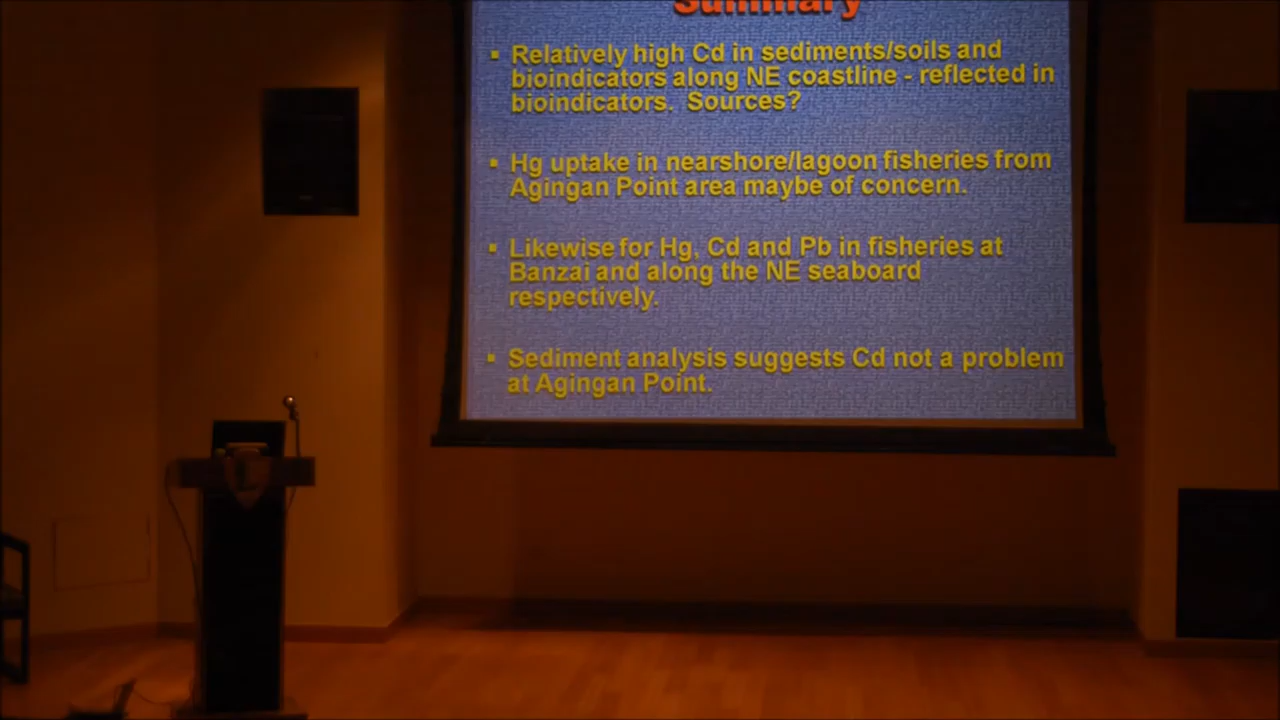 Summary
▪ Relatively high Cd in sediments/soils and
bioindicators along NE coastline - reflected in
bioindicators. Sources?
▪ Hg uptake in nearshore/lagoon fisheries from
Agingan Point area maybe of concern.
▪ Likewise for Hg, Cd and Pb in fisheries at
Banzai and along the NE seaboard
respectively.
▪ Sediment analysis suggests Cd not a problem
at Agingan Point.